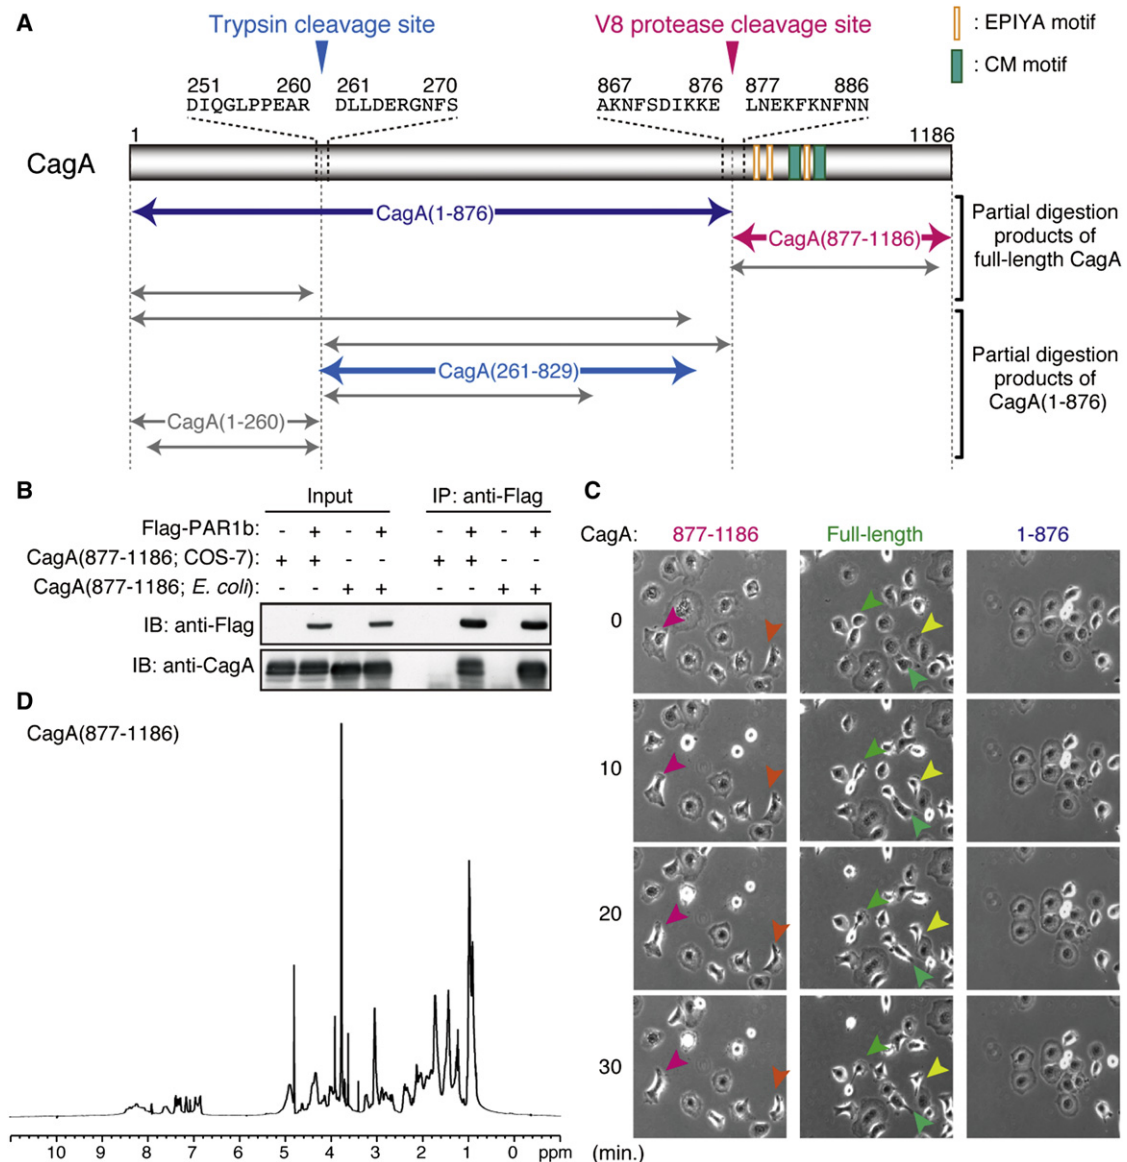 A
Trypsin cleavage site
V8 protease cleavage site
: EPIYA motif
: CM motif
251 260 261 270
DIQGLPPEAR DLLDERGNFS
867 876 877 886
AKNFSDIKKE LNEKFKNFNN
1 1186
CagA
CagA(1-876)
CagA(877-1186)
Partial digestion
products of
full-length CagA
CagA(261-829)
CagA(1-260)
Partial digestion
products of
CagA(1-876)
B
Input IP: anti-Flag
Flag-PAR1b: - + - + - + - +
CagA(877-1186; COS-7): + + - - + + - -
CagA(877-1186; E. coli): - - + + - - + +
IB: anti-Flag
IB: anti-CagA
C
CagA: 877-1186 Full-length 1-876
0
10
20
30
(min.)
D
CagA(877-1186)
10 9 8 7 6 5 4 3 2 1 0 ppm